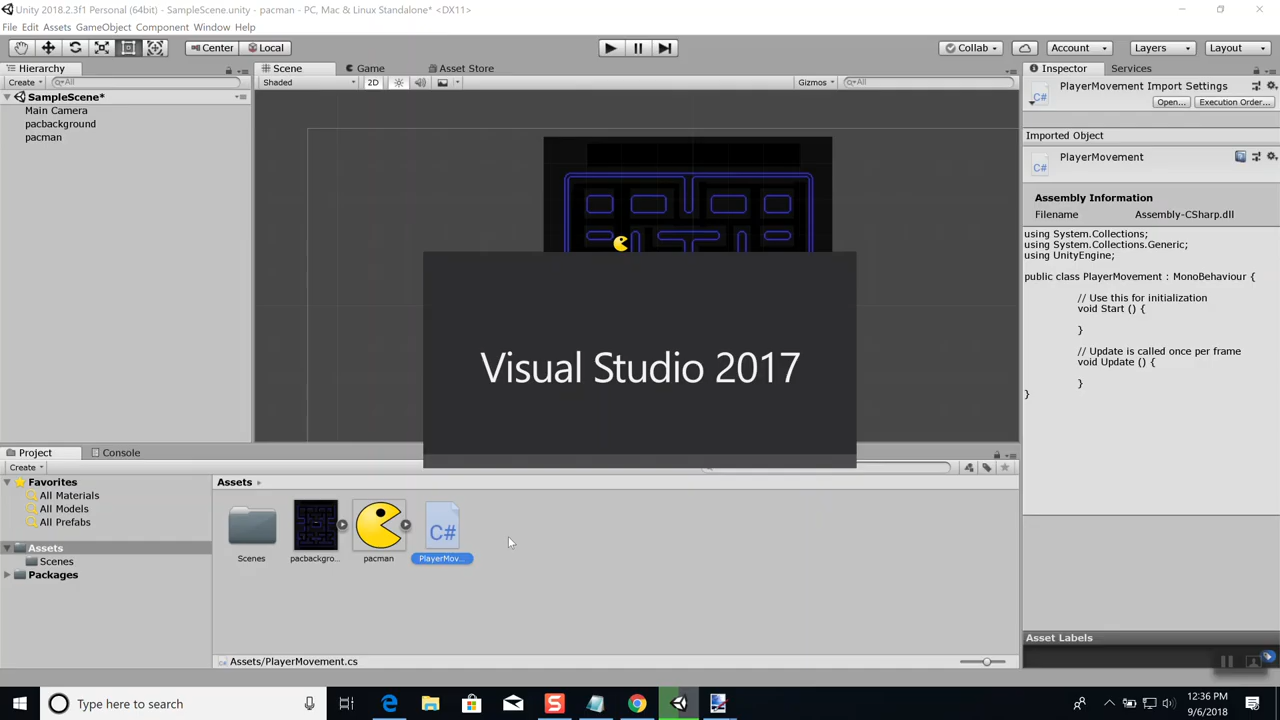 Unity 2018.2.3f1 Personal (64bit) - SampleScene.unity - pacman - PC, Mac & Linux Standalone* <DX11>
File Edit Assets GameObject Component Window Help
Center Local Collab Account Layers Layout
Hierarchy Scene Game Asset Store Inspector Services
Create All Shaded 2D Gizmos All
SampleScene*
Main Camera
pacbackground
pacman
PlayerMovement Import Settings
Open... Execution Order...
Imported Object
PlayerMovement
Assembly Information
Filename Assembly-CSharp.dll
using System.Collections;
using System.Collections.Generic;
using UnityEngine;
public class PlayerMovement : MonoBehaviour {
// Use this for initialization
void Start () {
}
// Update is called once per frame
void Update () {
}
}
Visual Studio 2017
Project Console
Create
Favorites
All Materials
All Models
All Prefabs
Assets
Scenes
Packages
Assets
C#
Scenes pacbackgro... pacman PlayerMov...
Assets/PlayerMovement.cs
Asset Labels
Type here to search
12:36 PM
9/6/2018